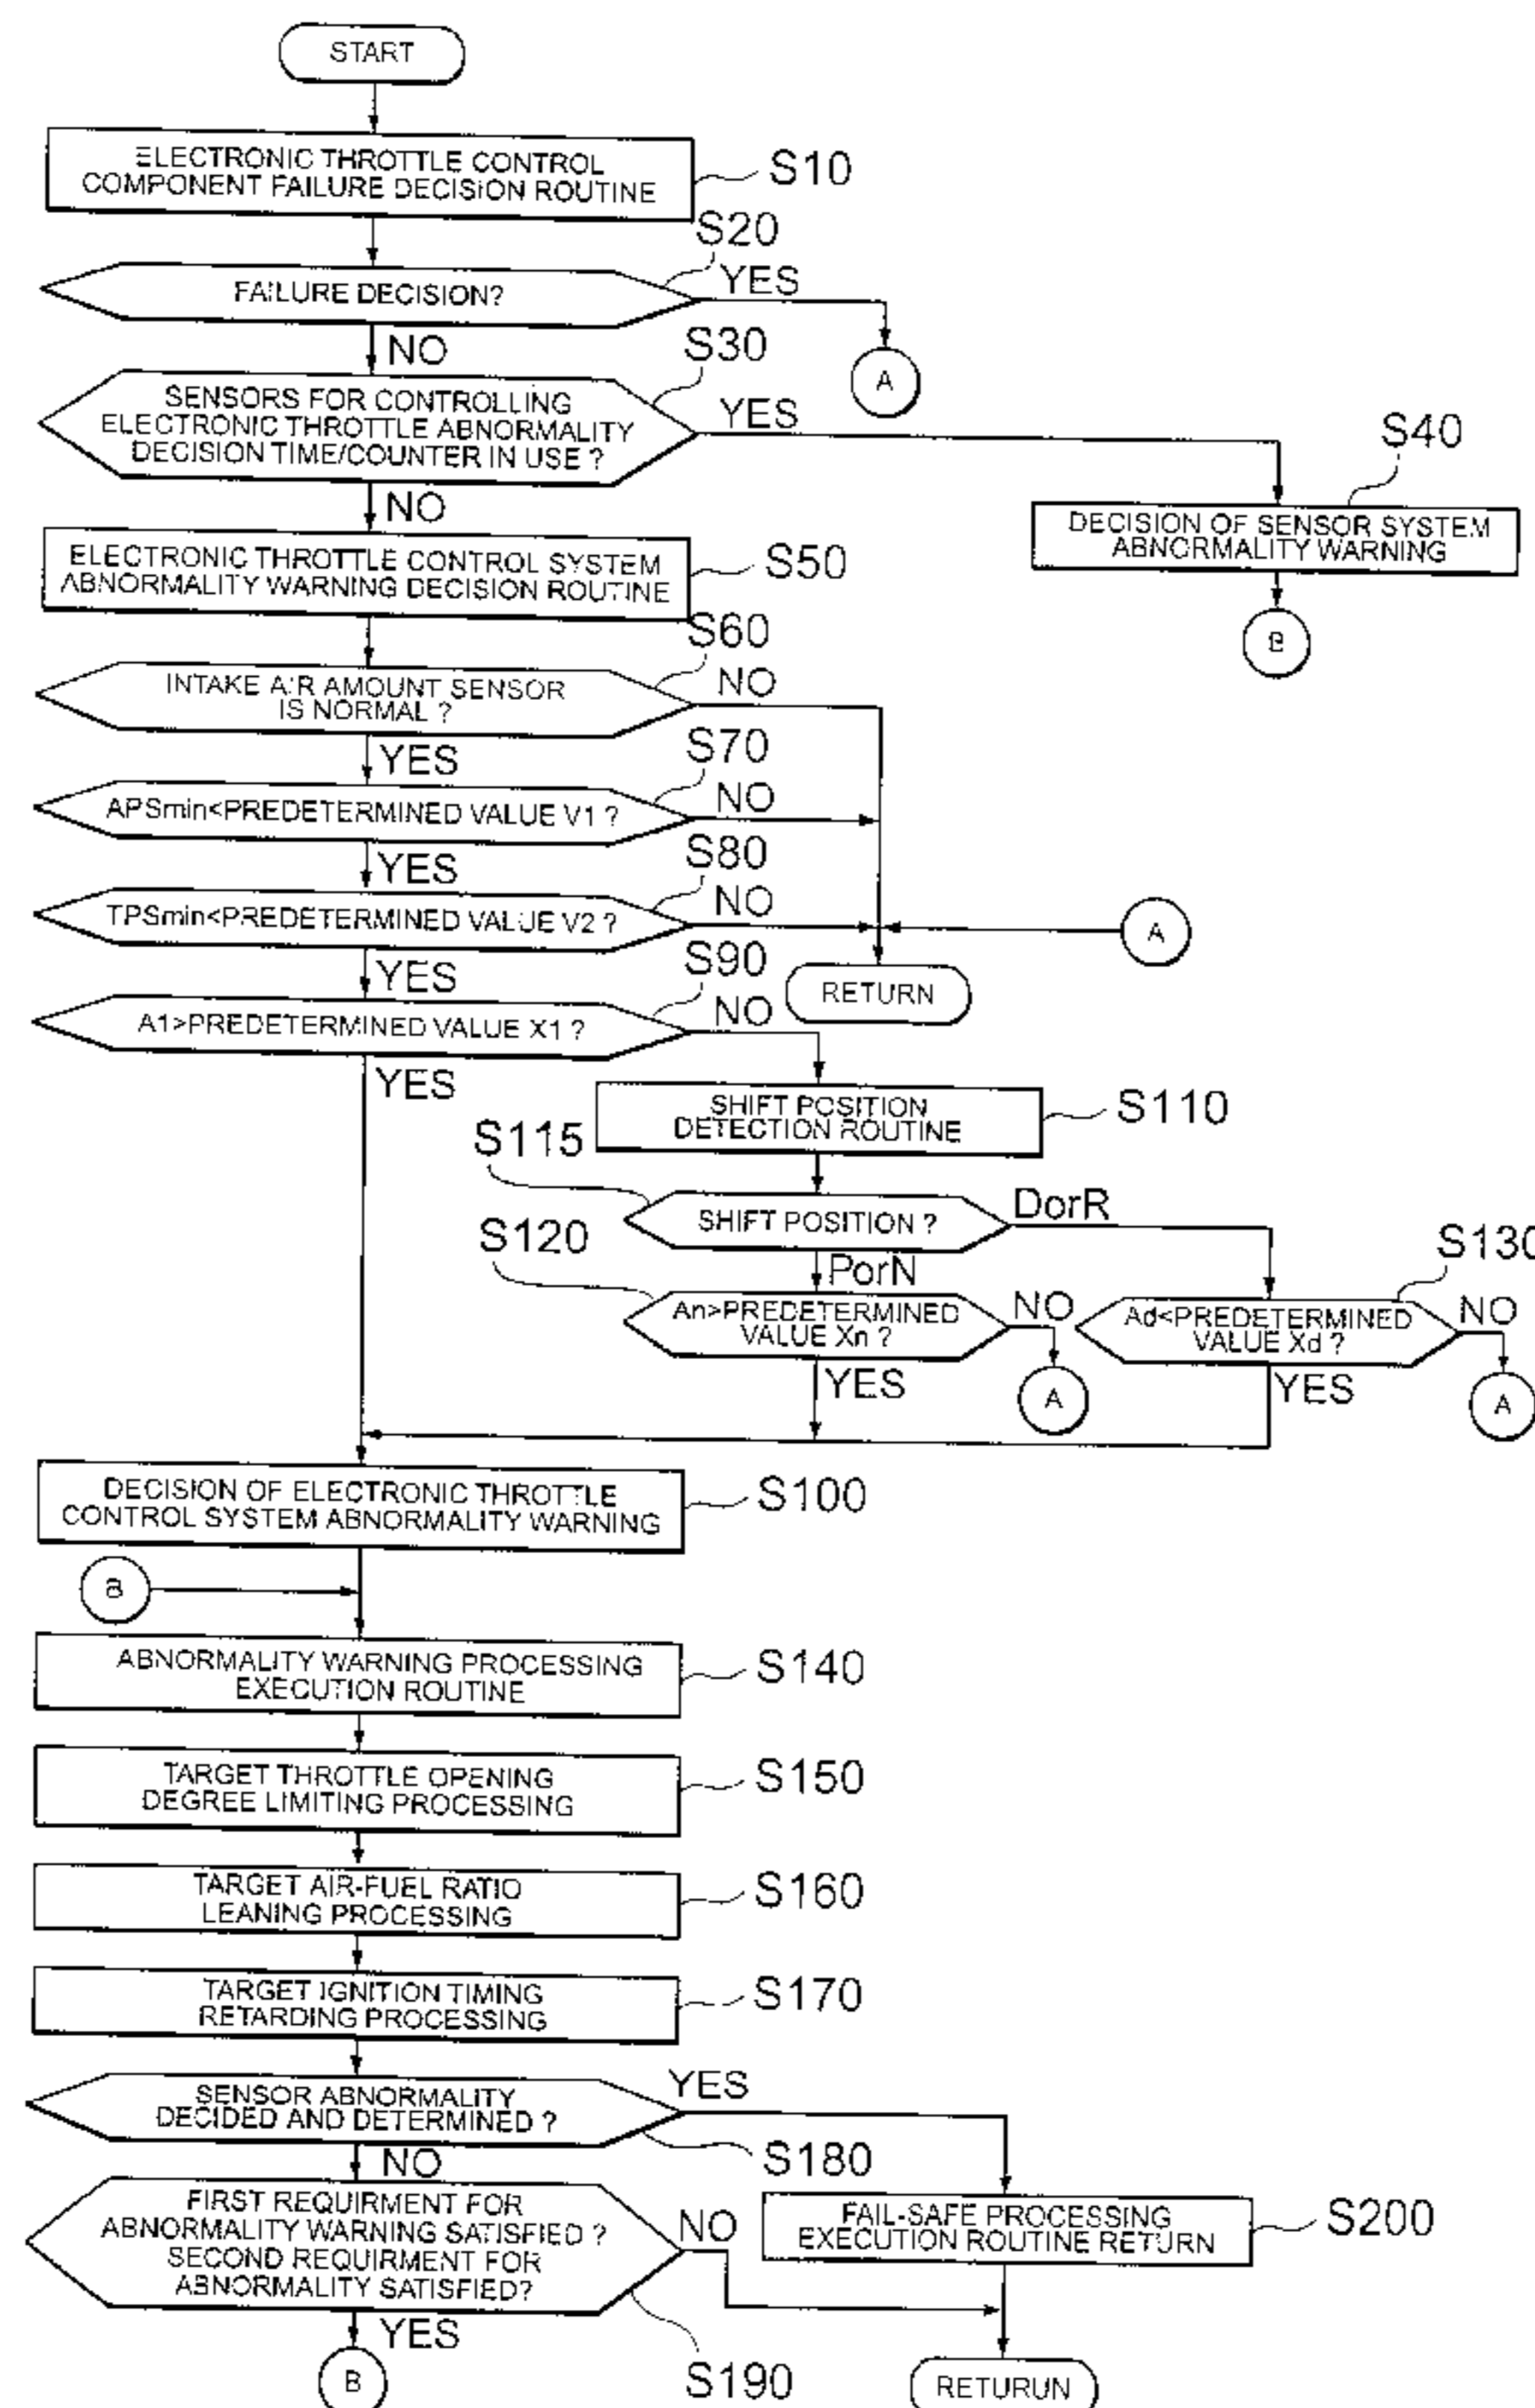 START
ELECTRONIC THROTTLE CONTROL
COMPONENT FAILURE DECISION ROUTINE
S10
S20
FAILURE DECISION?
YES
A
NO
S30
SENSORS FOR CONTROLLING
ELECTRONIC THROTTLE ABNORMALITY
DECISION TIME/COUNTER IN USE ?
YES
S40
DECISION OF SENSOR SYSTEM
ABNORMALITY WARNING
B
NO
ELECTRONIC THROTTLE CONTROL SYSTEM
ABNORMALITY WARNING DECISION ROUTINE
S50
S60
INTAKE AIR AMOUNT SENSOR
IS NORMAL ?
NO
YES
S70
APSmin<PREDETERMINED VALUE V1 ?
NO
YES
S80
TPSmin<PREDETERMINED VALUE V2 ?
NO
A
YES
S90
RETURN
A1>PREDETERMINED VALUE X1 ?
NO
YES
SHIFT POSITION
DETECTION ROUTINE
S110
S115
SHIFT POSITION ?
DorR
PorN
S120
An>PREDETERMINED
VALUE Xn ?
NO
A
YES
S130
Ad<PREDETERMINED
VALUE Xd ?
NO
A
YES
DECISION OF ELECTRONIC THROTTLE
CONTROL SYSTEM ABNORMALITY WARNING
S100
B
ABNORMALITY WARNING PROCESSING
EXECUTION ROUTINE
S140
TARGET THROTTLE OPENING
DEGREE LIMITING PROCESSING
S150
TARGET AIR-FUEL RATIO
LEANING PROCESSING
S160
TARGET IGNITION TIMING
RETARDING PROCESSING
S170
SENSOR ABNORMALITY
DECIDED AND DETERMINED ?
YES
S180
NO
FIRST REQUIRMENT FOR
ABNORMALITY WARNING SATISFIED ?
SECOND REQUIRMENT FOR
ABNORMALITY SATISFIED?
NO
S190
YES
B
FAIL-SAFE PROCESSING
EXECUTION ROUTINE RETURN
S200
RETURUN